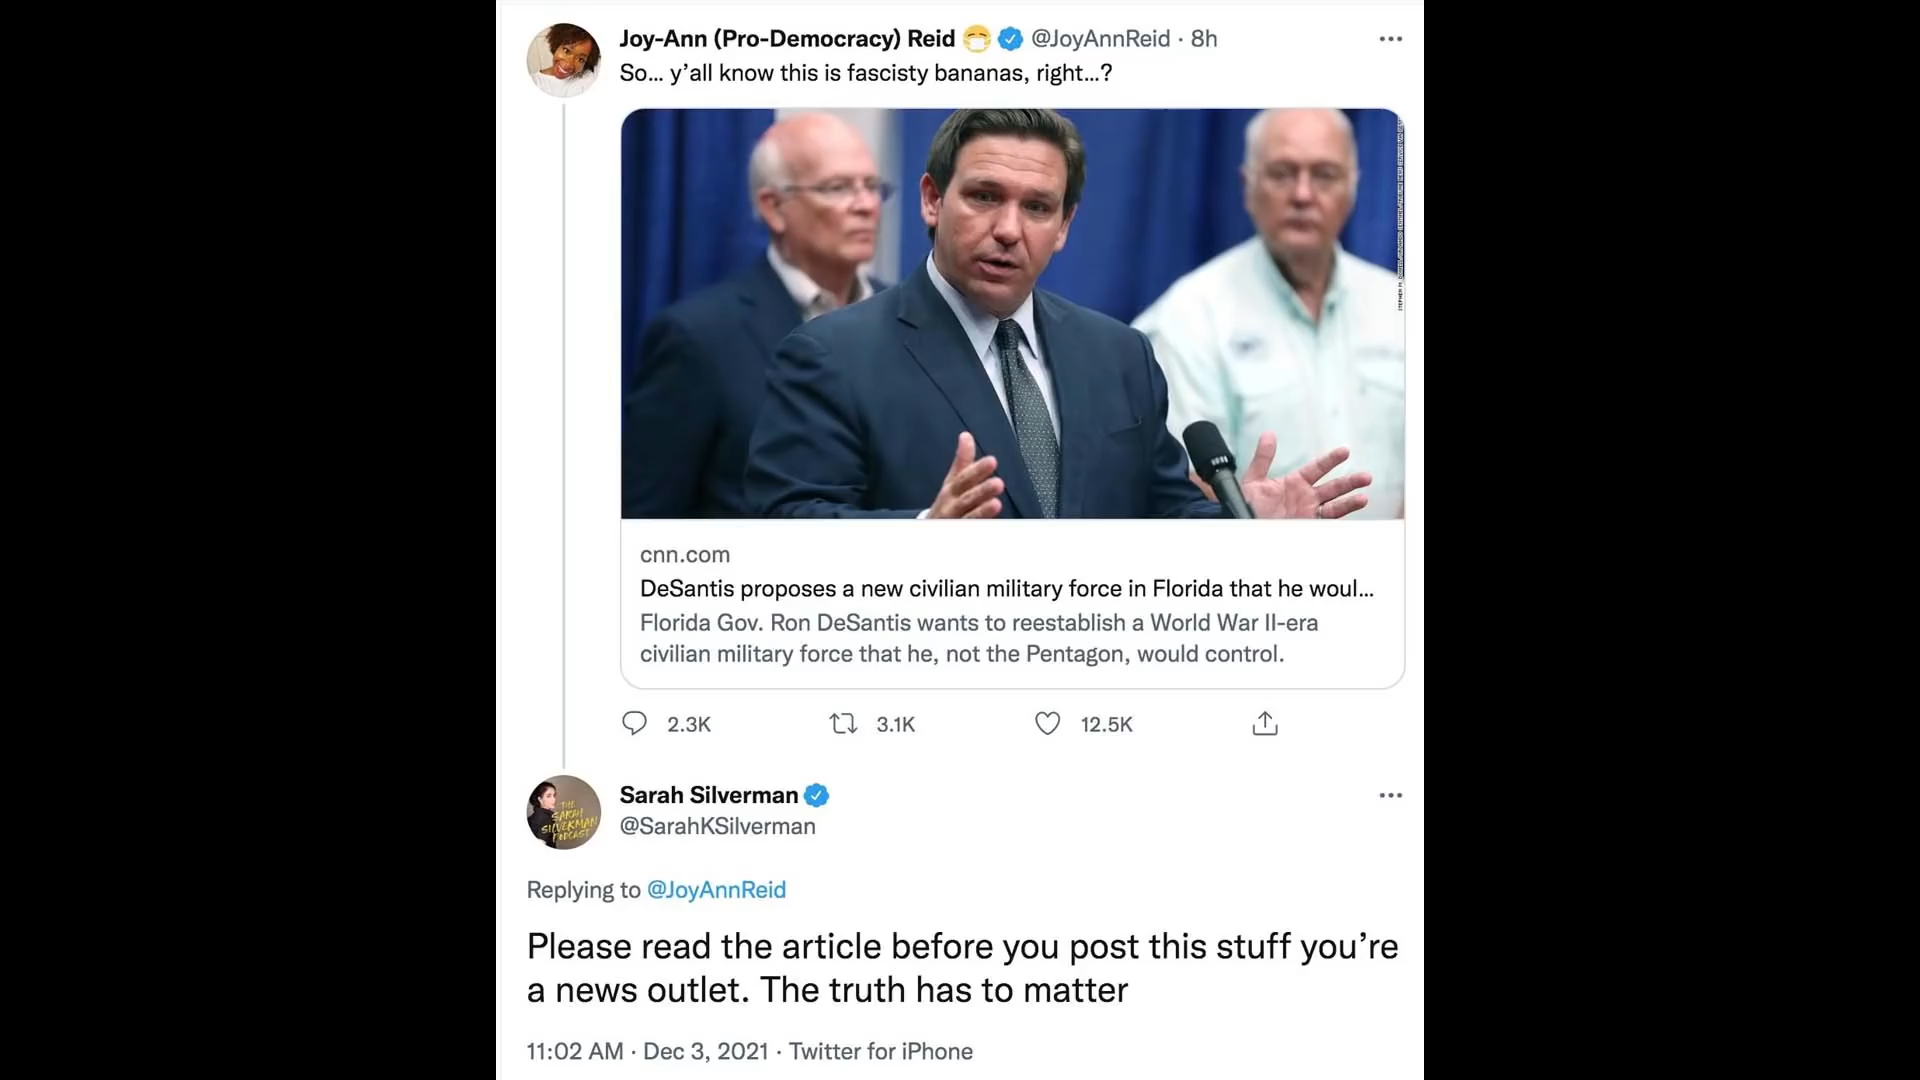 Joy-Ann (Pro-Democracy) Reid 😷 @JoyAnnReid · 8h
So... y’all know this is fascisty bananas, right...?
cnn.com
DeSantis proposes a new civilian military force in Florida that he woul...
Florida Gov. Ron DeSantis wants to reestablish a World War II-era
civilian military force that he, not the Pentagon, would control.
2.3K 3.1K 12.5K
Sarah Silverman
THE
SARAH
SILVERMAN
PODCAST
@SarahKSilverman
Replying to @JoyAnnReid
Please read the article before you post this stuff you’re
a news outlet. The truth has to matter
11:02 AM · Dec 3, 2021 · Twitter for iPhone